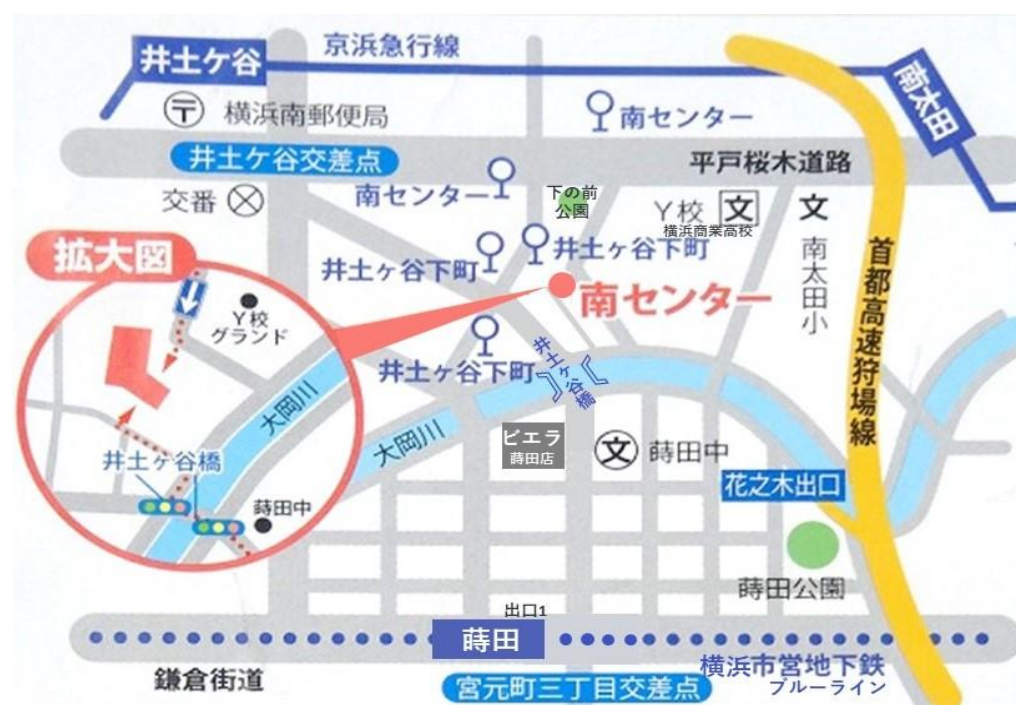 京浜急行線
井土ケ谷
南太田
〒
横浜南郵便局
南センター
井土ケ谷交差点
平戸桜木道路
交番
南センター
下の前
公園
Y校
文
横浜商業高校
文
南太田小
首都高速狩場線
井土ヶ谷下町
井土ヶ谷下町
南センター
拡大図
Y校
グランド
大岡川
井土ケ谷橋
蒔田中
井土ヶ谷下町
井土ヶ谷橋
大岡川
ビエラ
蒔田店
文
蒔田中
花之木出口
蒔田公園
出口1
蒔田
鎌倉街道
横浜市営地下鉄
ブルーライン
宮元町三丁目交差点